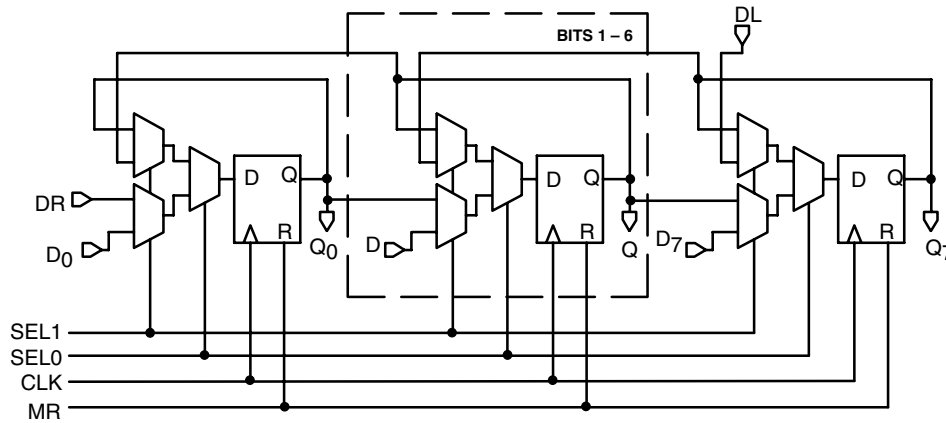 BITS 1 – 6
DL
D Q
D Q
D Q
DR
R
R
R
D0
Q0
D
Q
D7
Q7
SEL1
SEL0
CLK
MR